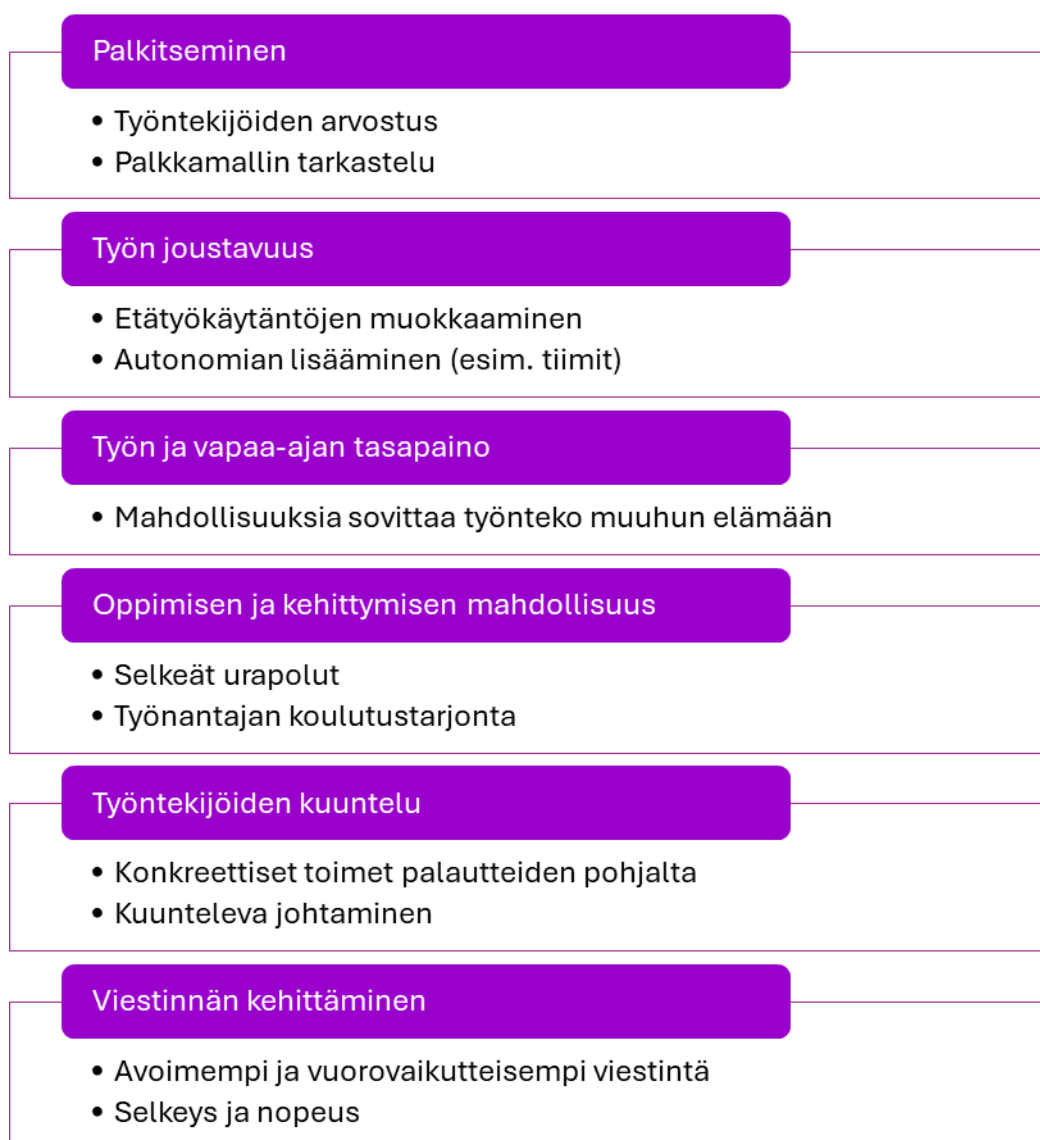 Palkitseminen
• Työntekijöiden arvostus
• Palkkamallin tarkastelu
Työn joustavuus
• Etätyökäytäntöjen muokkaaminen
• Autonomian lisääminen (esim. tiimit)
Työn ja vapaa-ajan tasapaino
• Mahdollisuuksia sovittaa työnteko muuhun elämään
Oppimisen ja kehittymisen mahdollisuus
• Selkeät urapolut
• Työnantajan koulutustarjonta
Työntekijöiden kuuntelu
• Konkreettiset toimet palautteiden pohjalta
• Kuunteleva johtaminen
Viestinnän kehittäminen
• Avoimempi ja vuorovaikutteisempi viestintä
• Selkeys ja nopeus